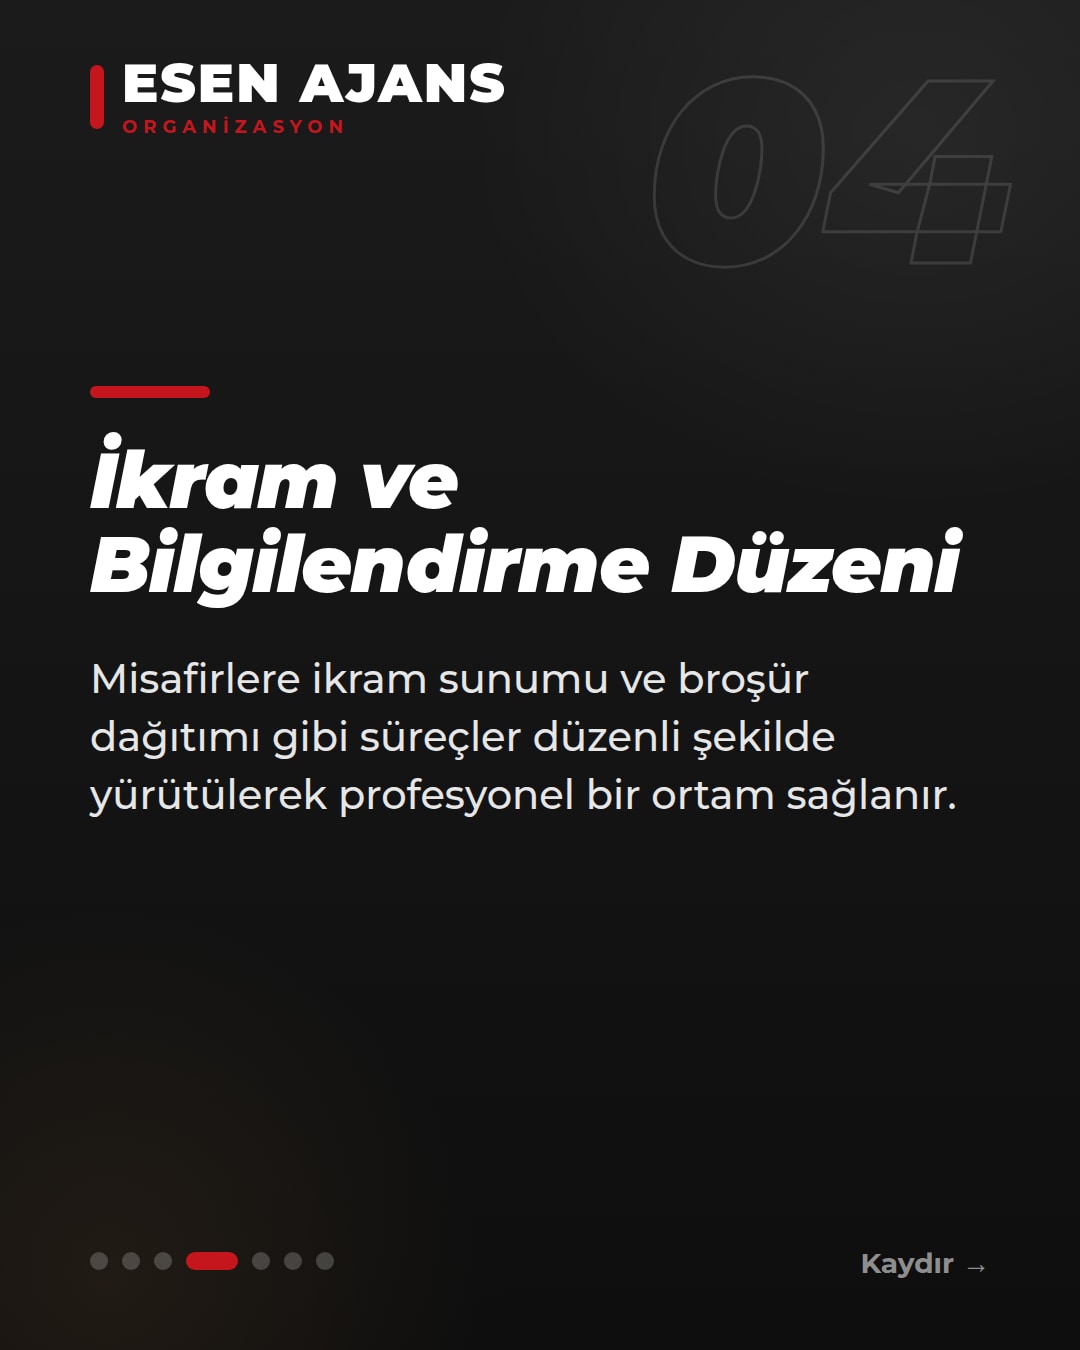 ESEN AJANS
ORGANİZASYON
04
İkram ve
Bilgilendirme Düzeni
Misafirlere ikram sunumu ve broşür
dağıtımı gibi süreçler düzenli şekilde
yürütülerek profesyonel bir ortam sağlanır.
Kaydır →